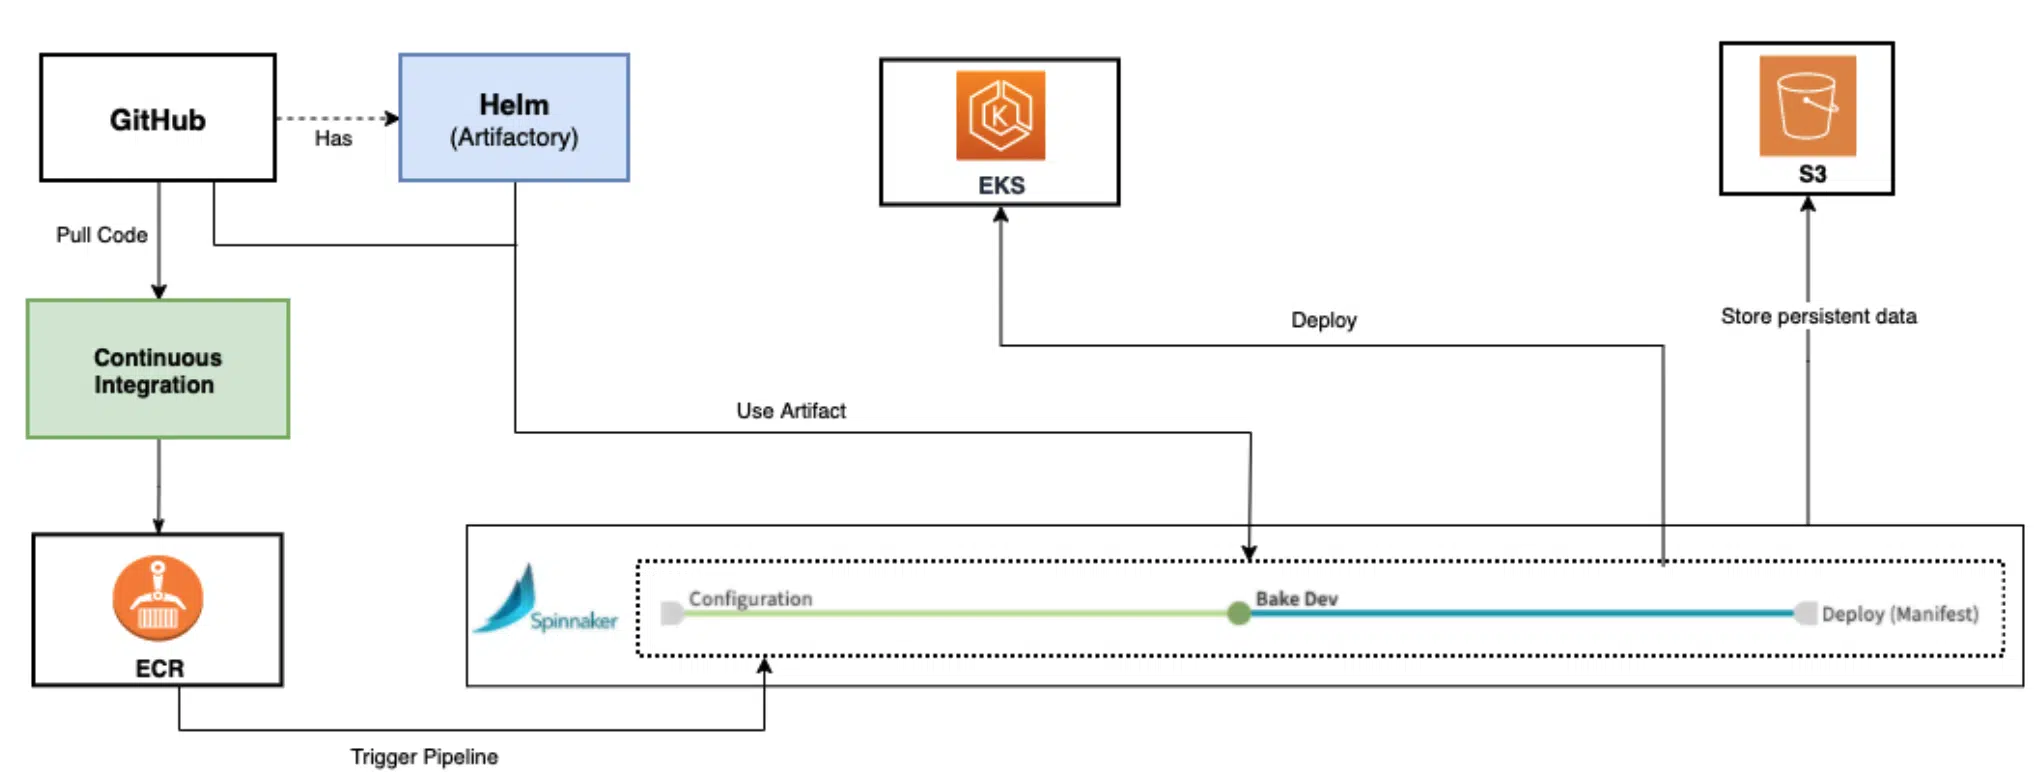 GitHub
Has
Helm
(Artifactory)
K
EKS
S3
Pull Code
Continuous
Integration
Deploy
Store persistent data
Use Artifact
ECR
Spinnaker
Configuration
Bake Dev
Deploy (Manifest)
Trigger Pipeline